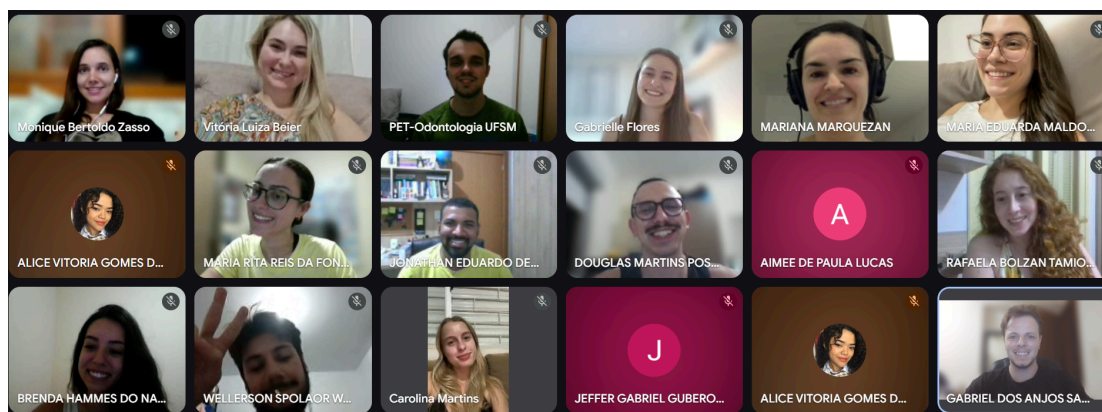 Monique Bertoldo Zasso
Vitória Luiza Beier
PET-Odontologia UFSM
Gabrielle Flores
MARIANA MARQUEZAN
MARIA EDUARDA MALDO...
ALICE VITORIA GOMES D...
MARIA RITA REIS DA FON...
JONATHAN EDUARDO DE...
DOUGLAS MARTINS POS...
A
AIMEE DE PAULA LUCAS
RAFAELA BOLZAN TAMIO...
BRENDA HAMMES DO NA...
WELLERSON SPOLAOR W...
Carolina Martins
J
JEFFER GABRIEL GUBERO...
ALICE VITORIA GOMES D...
GABRIEL DOS ANJOS SA...